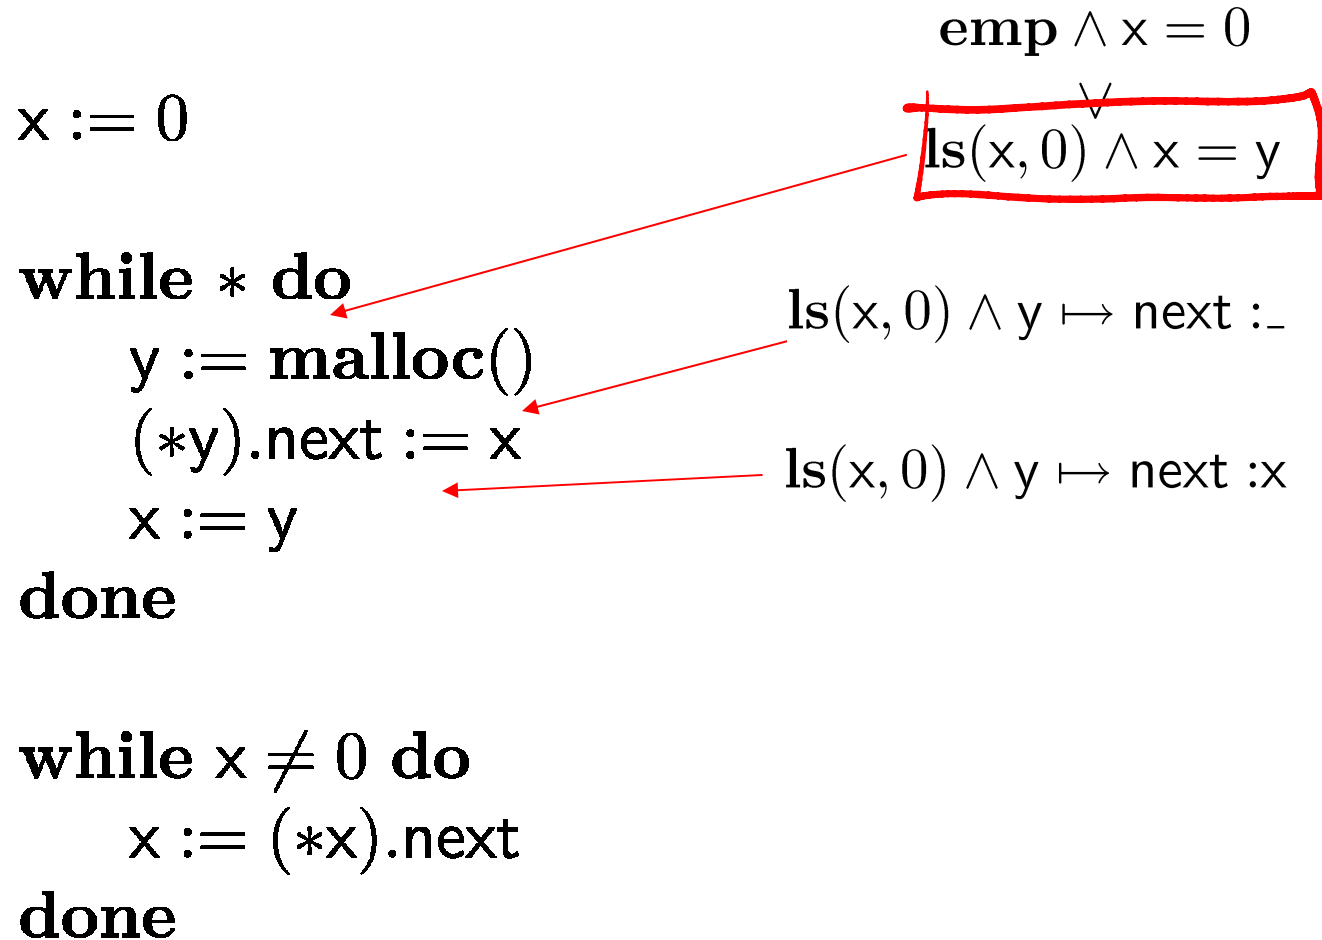 emp ∧ x = 0
∨
x := 0
ls(x, 0) ∧ x = y
while * do
ls(x, 0) ∧ y ↦ next :_
y := malloc()
(*y).next := x
ls(x, 0) ∧ y ↦ next :x
x := y
done
while x ≠ 0 do
x := (*x).next
done